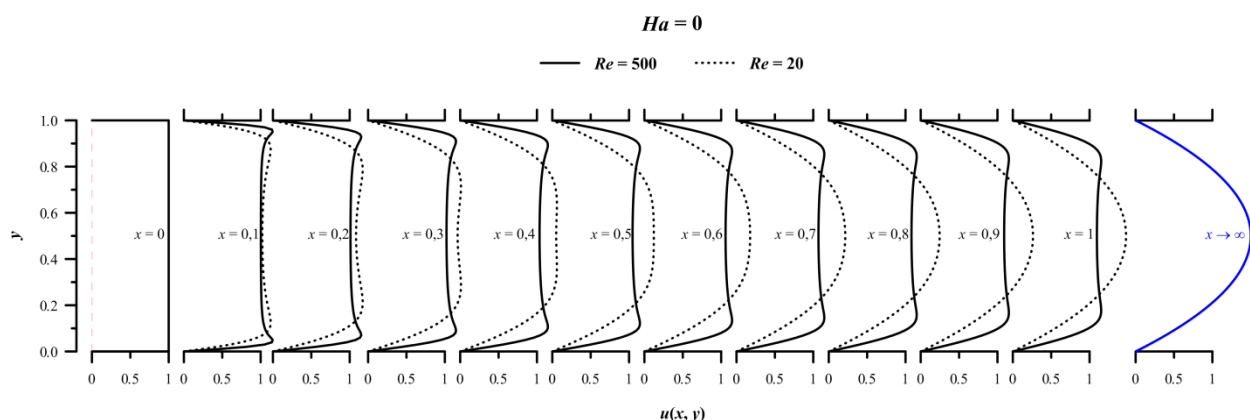 Ha = 0
Re = 500 Re = 20
1.0
0.8
0.6
0.4
0.2
0.0
y
x = 0 x = 0,1 x = 0,2 x = 0,3 x = 0,4 x = 0,5 x = 0,6 x = 0,7 x = 0,8 x = 0,9 x = 1 x → ∞
0 0.5 1 0 0.5 1 0 0.5 1 0 0.5 1 0 0.5 1 0 0.5 1 0 0.5 1 0 0.5 1 0 0.5 1 0 0.5 1 0 0.5 1 0 0.5 1
u(x, y)